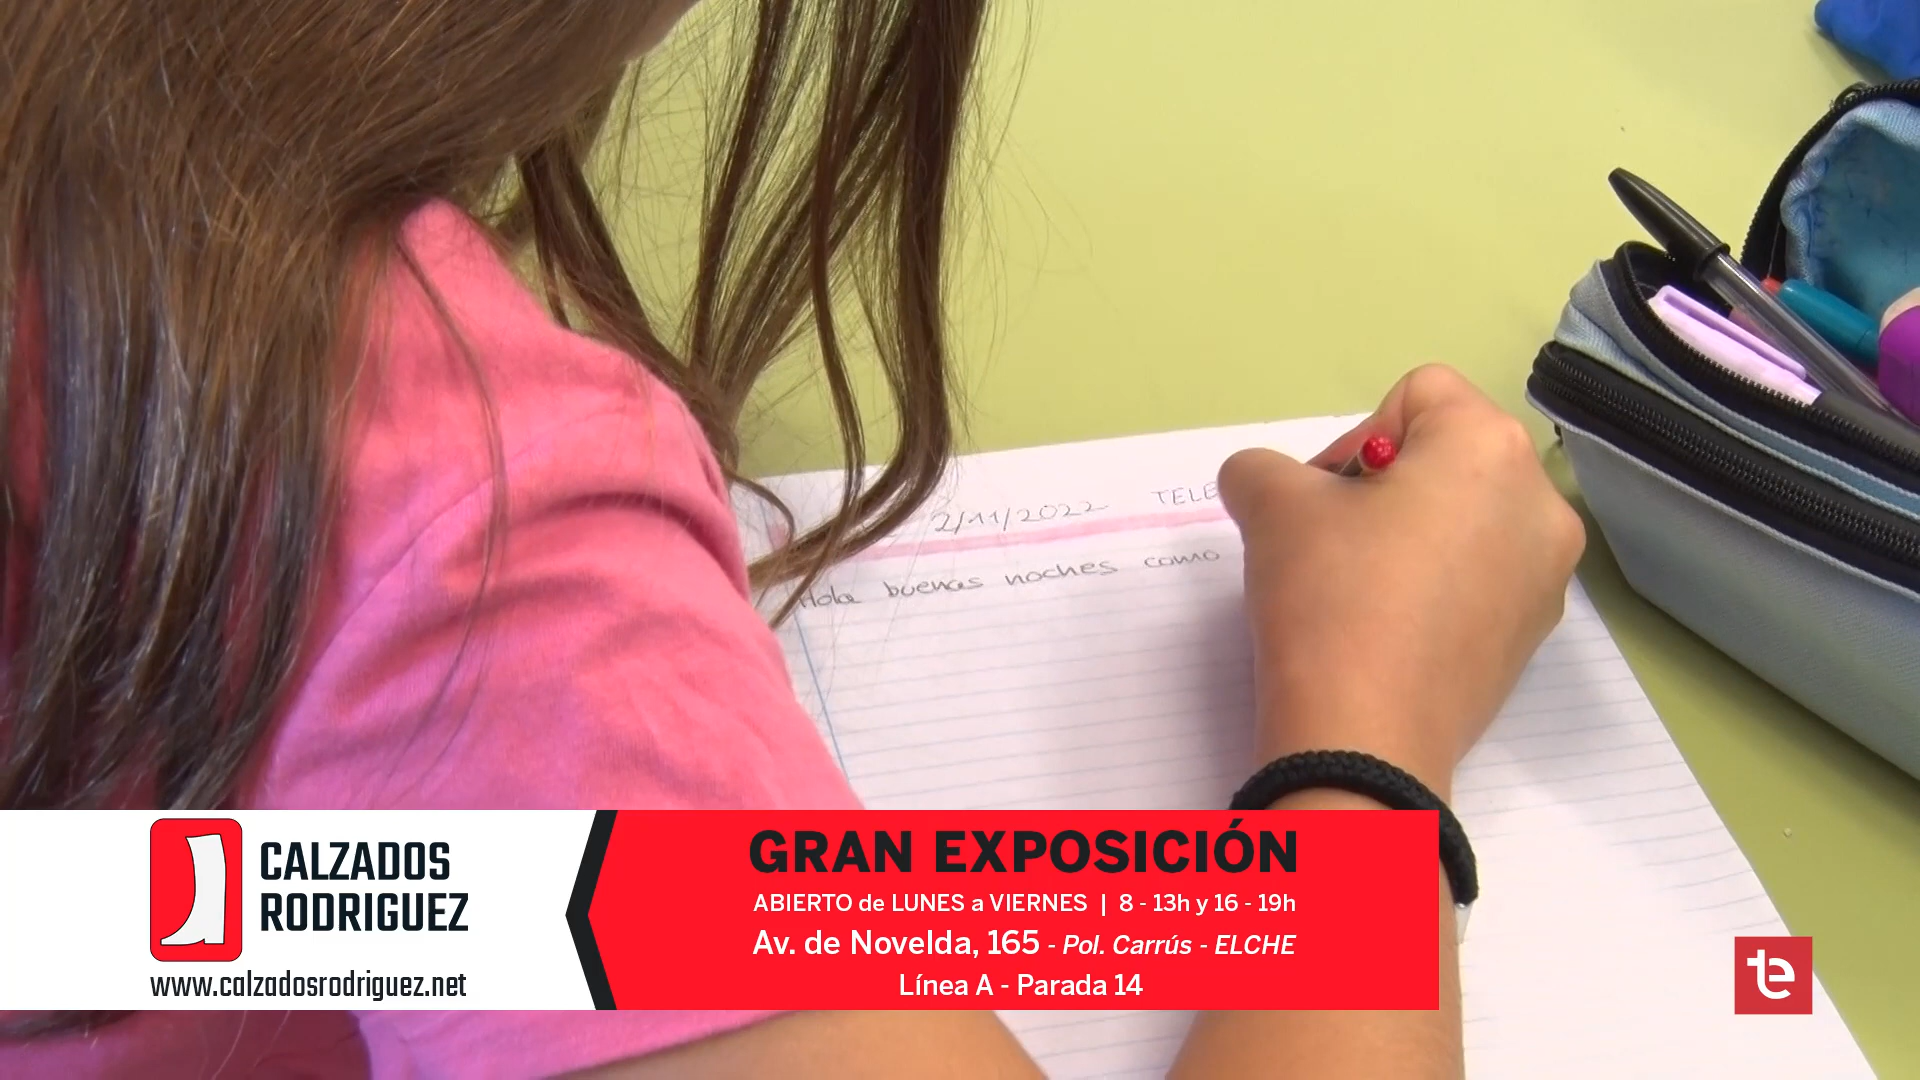 2/11/2022 TELE
Hola buenas noches como
CALZADOS
RODRIGUEZ
www.calzadosrodriguez.net
GRAN EXPOSICIÓN
ABIERTO de LUNES a VIERNES | 8 - 13h y 16 - 19h
Av. de Novelda, 165 - Pol. Carrús - ELCHE
Línea A - Parada 14
te